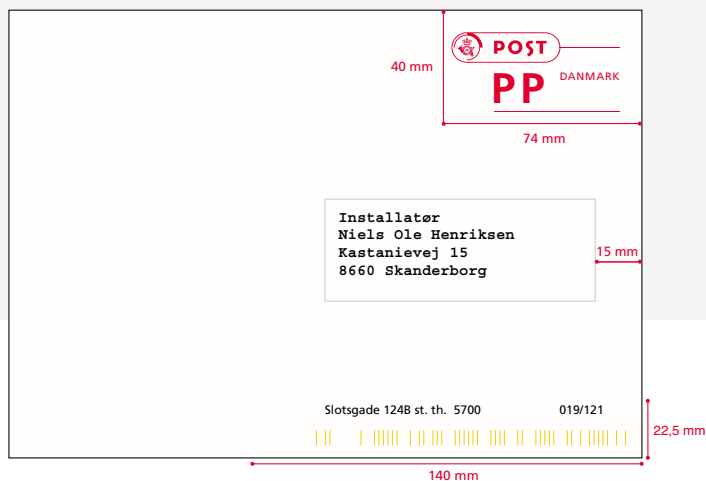 POST
40 mm
PP DANMARK
74 mm
Installatør
Niels Ole Henriksen
Kastanievej 15
8660 Skanderborg
15 mm
Slotsgade 124B st. th. 5700 019/121
22,5 mm
140 mm